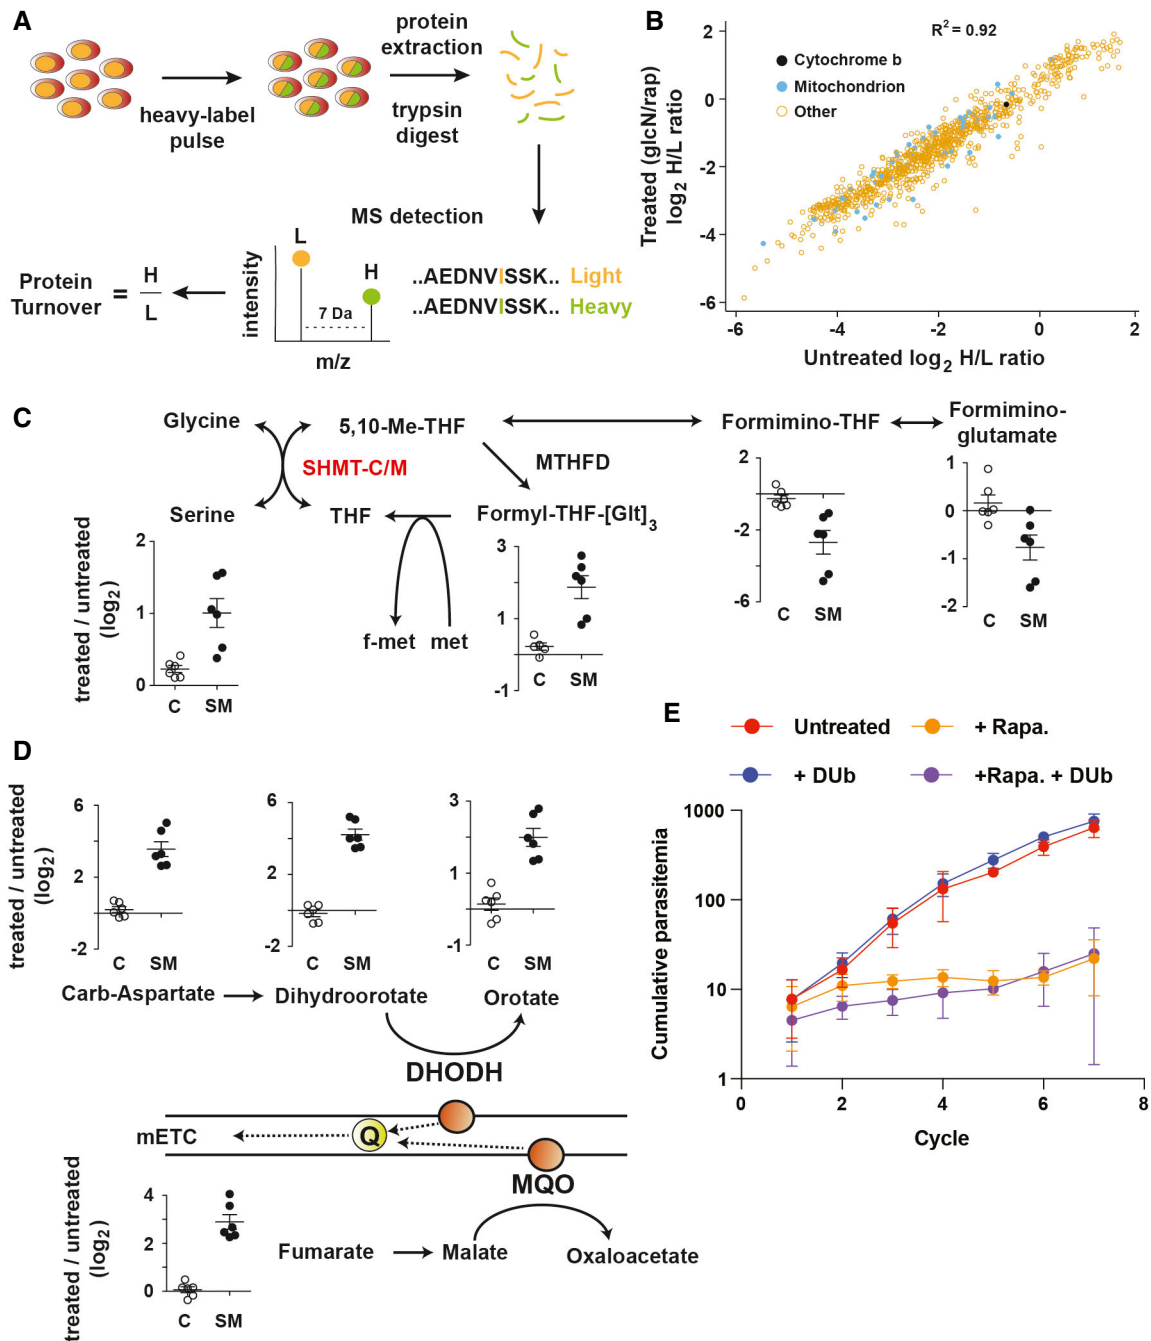 A
heavy-label
pulse
protein
extraction
trypsin
digest
MS detection
Protein
Turnover
=
H
L
intensity
L
H
7 Da
m/z
..AEDNVISSK.. Light
..AEDNVISSK.. Heavy
B
R² = 0.92
Cytochrome b
Mitochondrion
Other
Treated (glcN/rap)
log₂ H/L ratio
2
0
-2
-4
-6
-6 -4 -2 0 2
Untreated log₂ H/L ratio
C
Glycine
5,10-Me-THF
SHMT-C/M
Serine
THF
MTHFD
Formyl-THF-[Glt]₃
Formimino-THF
Formimino-
glutamate
f-met met
treated / untreated
(log₂)
2
1
0
C SM
3
1
-1
C SM
2
-2
-6
C SM
1
0
-1
-2
C SM
D
treated / untreated
(log₂)
6
2
-2
C SM
6
2
-2
C SM
3
1
-1
C SM
Carb-Aspartate
Dihydroorotate
Orotate
DHODH
mETC
Q
MQO
treated / untreated
(log₂)
4
2
0
C SM
Fumarate
Malate
Oxaloacetate
E
Untreated
+ Rapa.
+ DUb
+Rapa. + DUb
Cumulative parasitemia
1000
100
10
1
0 2 4 6 8
Cycle